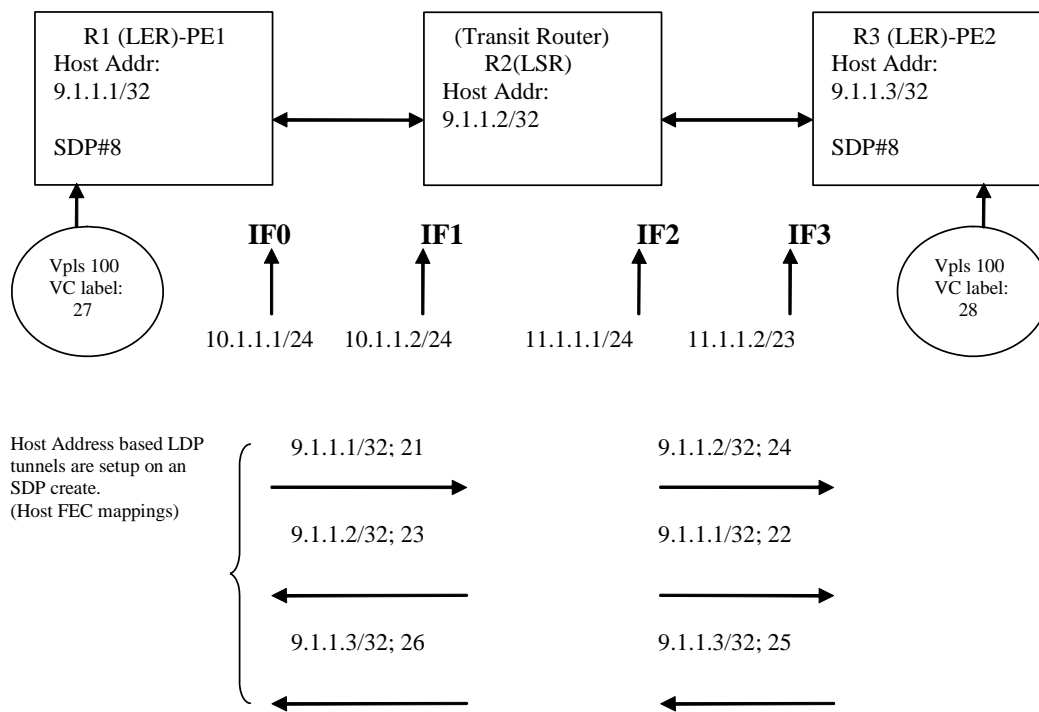 R1 (LER)-PE1
Host Addr:
9.1.1.1/32
SDP#8
(Transit Router)
R2(LSR)
Host Addr:
9.1.1.2/32
R3 (LER)-PE2
Host Addr:
9.1.1.3/32
SDP#8
Vpls 100
VC label:
27
IF0
IF1
IF2
IF3
Vpls 100
VC label:
28
10.1.1.1/24
10.1.1.2/24
11.1.1.1/24
11.1.1.2/23
Host Address based LDP
tunnels are setup on an
SDP create.
(Host FEC mappings)
9.1.1.1/32; 21
9.1.1.2/32; 24
9.1.1.2/32; 23
9.1.1.1/32; 22
9.1.1.3/32; 26
9.1.1.3/32; 25